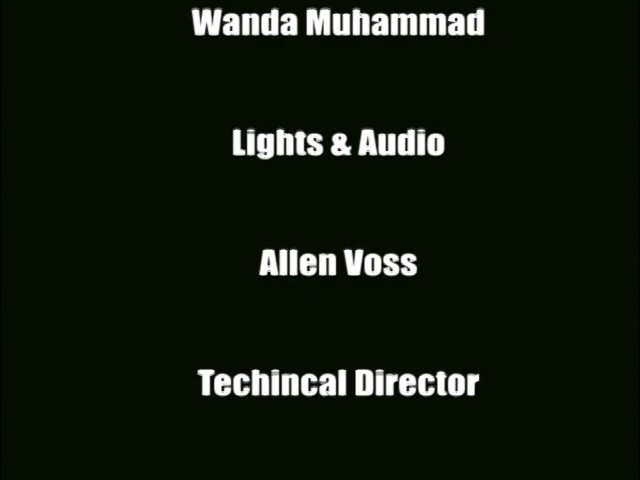 Wanda Muhammad
Lights & Audio
Allen Voss
Techincal Director